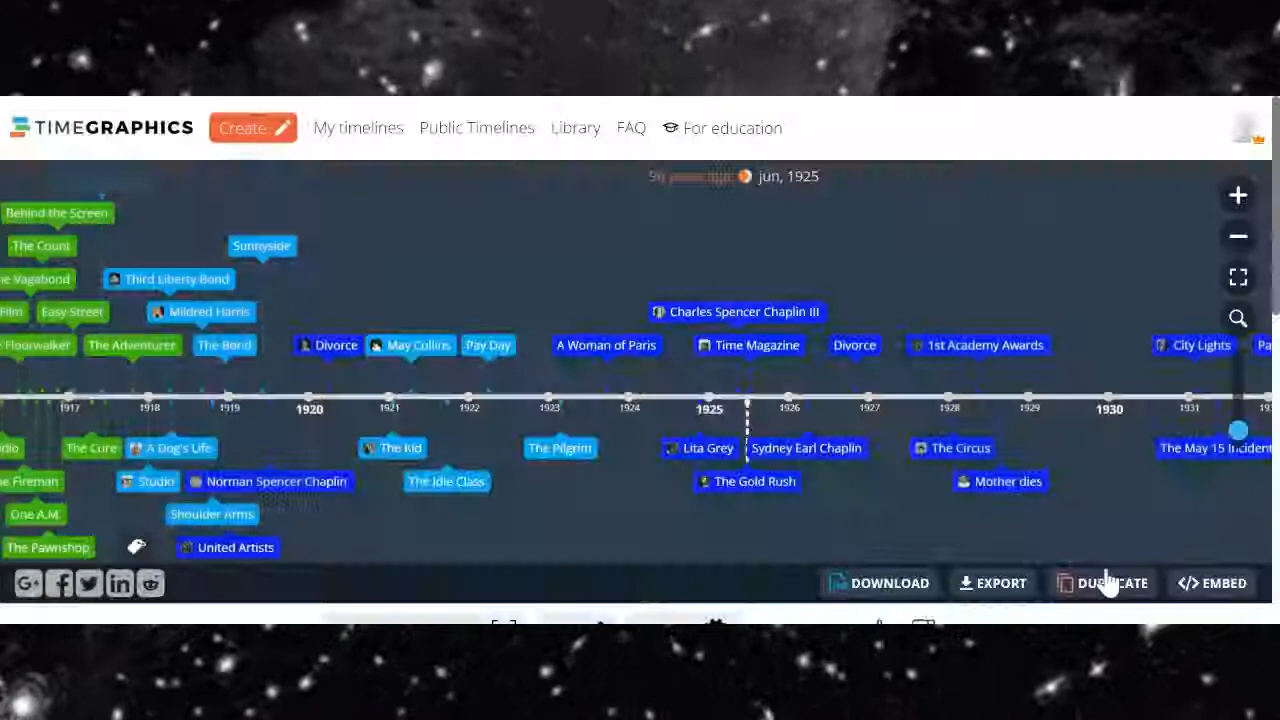 TIMEGRAPHICS Create My timelines Public Timelines Library FAQ For education
jun, 1925
Behind the Screen
The Count Sunnyside
e Vagabond Third Liberty Bond
Film Easy Street Mildred Harris Charles Spencer Chaplin III
Floorwalker The Adventurer The Bond Divorce May Collins Pay Day A Woman of Paris Time Magazine Divorce 1st Academy Awards City Lights Pa
1917 1918 1919 1920 1921 1922 1923 1924 1925 1926 1927 1928 1929 1930 1931
dio The Cure A Dog's Life The Kid The Pilgrim Lita Grey Sydney Earl Chaplin The Circus The May 15 Incident
e Fireman Studio Norman Spencer Chaplin The Idle Class The Gold Rush Mother dies
One A.M. Shoulder Arms
The Pawnshop United Artists
G+ f in DOWNLOAD EXPORT DUPLICATE </> EMBED